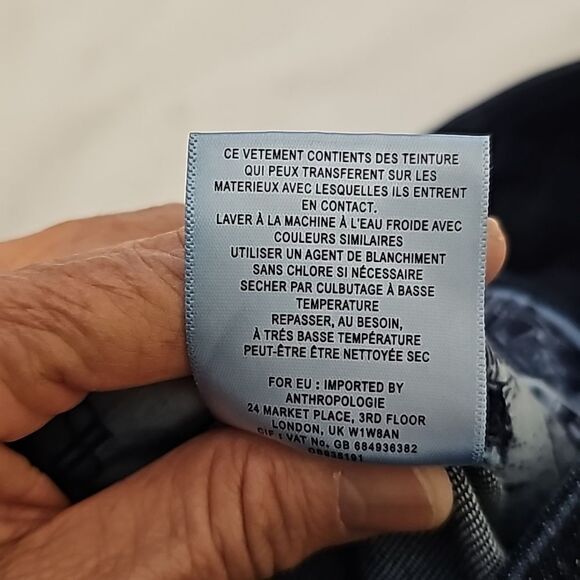 CE VETEMENT CONTIENTS DES TEINTURE
QUI PEUX TRANSFERENT SUR LES
MATERIEUX AVEC LESQUELLES ILS ENTRENT
EN CONTACT.
LAVER À LA MACHINE À L'EAU FROIDE AVEC
COULEURS SIMILAIRES
UTILISER UN AGENT DE BLANCHIMENT
SANS CHLORE SI NÉCESSAIRE
SECHER PAR CULBUTAGE À BASSE
TEMPERATURE
REPASSER, AU BESOIN,
À TRÉS BASSE TEMPÉRATURE
PEUT-ÊTRE ÊTRE NETTOYÉE SEC
FOR EU : IMPORTED BY
ANTHROPOLOGIE
24 MARKET PLACE, 3RD FLOOR
LONDON, UK W1W8AN
CIF : VAT No. GB 684936382